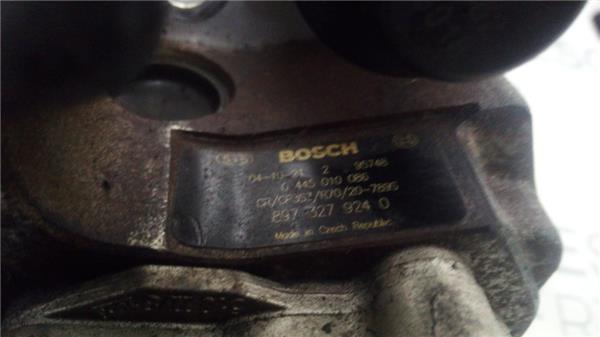 BOSCH
04-10-21 2 95748
0 445 010 086
CR/CP3S3/R70/20-789S
897 327 924 0
Made in Czech Republic